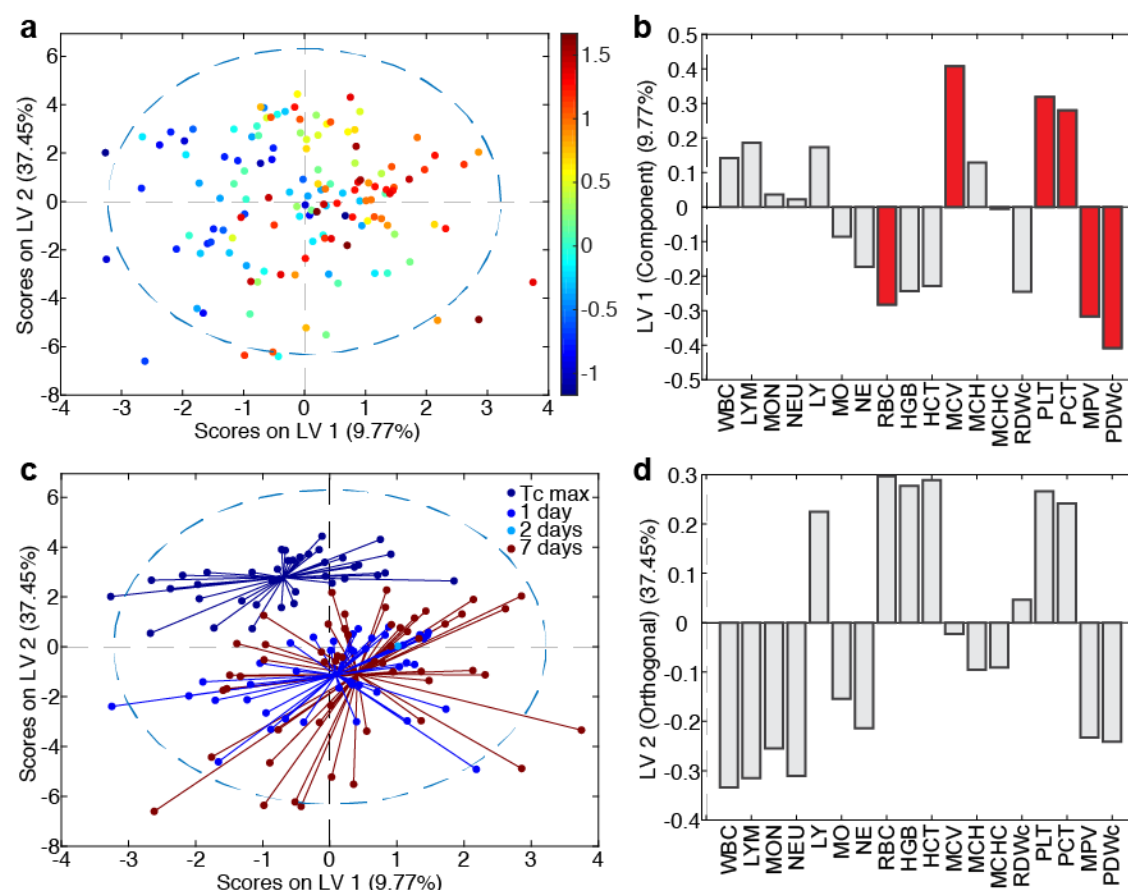 a
Scores on LV 2 (37.45%)
6
4
2
0
-2
-4
-6
-8
-4
-3
-2
-1
0
1
2
3
4
Scores on LV 1 (9.77%)
1.5
1
0.5
0
-0.5
-1
b
LV 1 (Component) (9.77%)
0.5
0.4
0.3
0.2
0.1
0
-0.1
-0.2
-0.3
-0.4
-0.5
WBC
LYM
MON
NEU
LY
MO
NE
RBC
HGB
HCT
MCV
MCH
MCHC
RDWc
PLT
PCT
MPV
PDWc
c
Scores on LV 2 (37.45%)
6
4
2
0
-2
-4
-6
-8
Tc max
1 day
2 days
7 days
-4
-3
-2
-1
0
1
2
3
4
Scores on LV 1 (9.77%)
d
LV 2 (Orthogonal) (37.45%)
0.3
0.2
0.1
0
-0.1
-0.2
-0.3
-0.4
WBC
LYM
MON
NEU
LY
MO
NE
RBC
HGB
HCT
MCV
MCH
MCHC
RDWc
PLT
PCT
MPV
PDWc